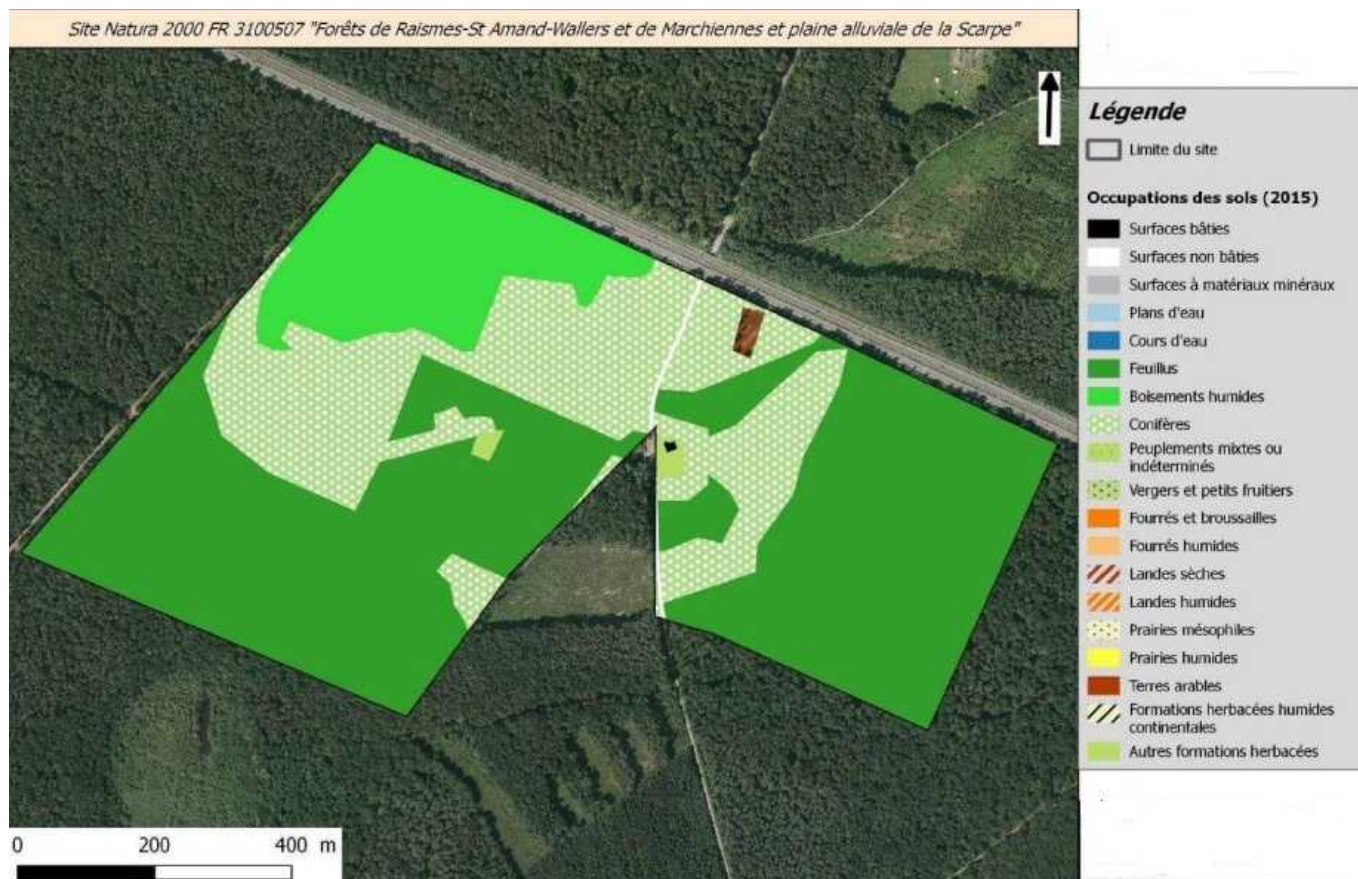 Site Natura 2000 FR 3100507 "Forêts de Raismes-St Amand-Wallers et de Marchiennes et plaine alluviale de la Scarpe"
Légende
Limite du site
Occupations des sols (2015)
Surfaces bâties
Surfaces non bâties
Surfaces à matériaux minéraux
Plans d'eau
Cours d'eau
Feuillus
Boisements humides
Conifères
Peuplements mixtes ou
indéterminés
Vergers et petits fruitiers
Fourrés et broussailles
Fourrés humides
Landes sèches
Landes humides
Prairies mésophiles
Prairies humides
Terres arables
Formations herbacées humides
continentales
Autres formations herbacées
0 200 400 m